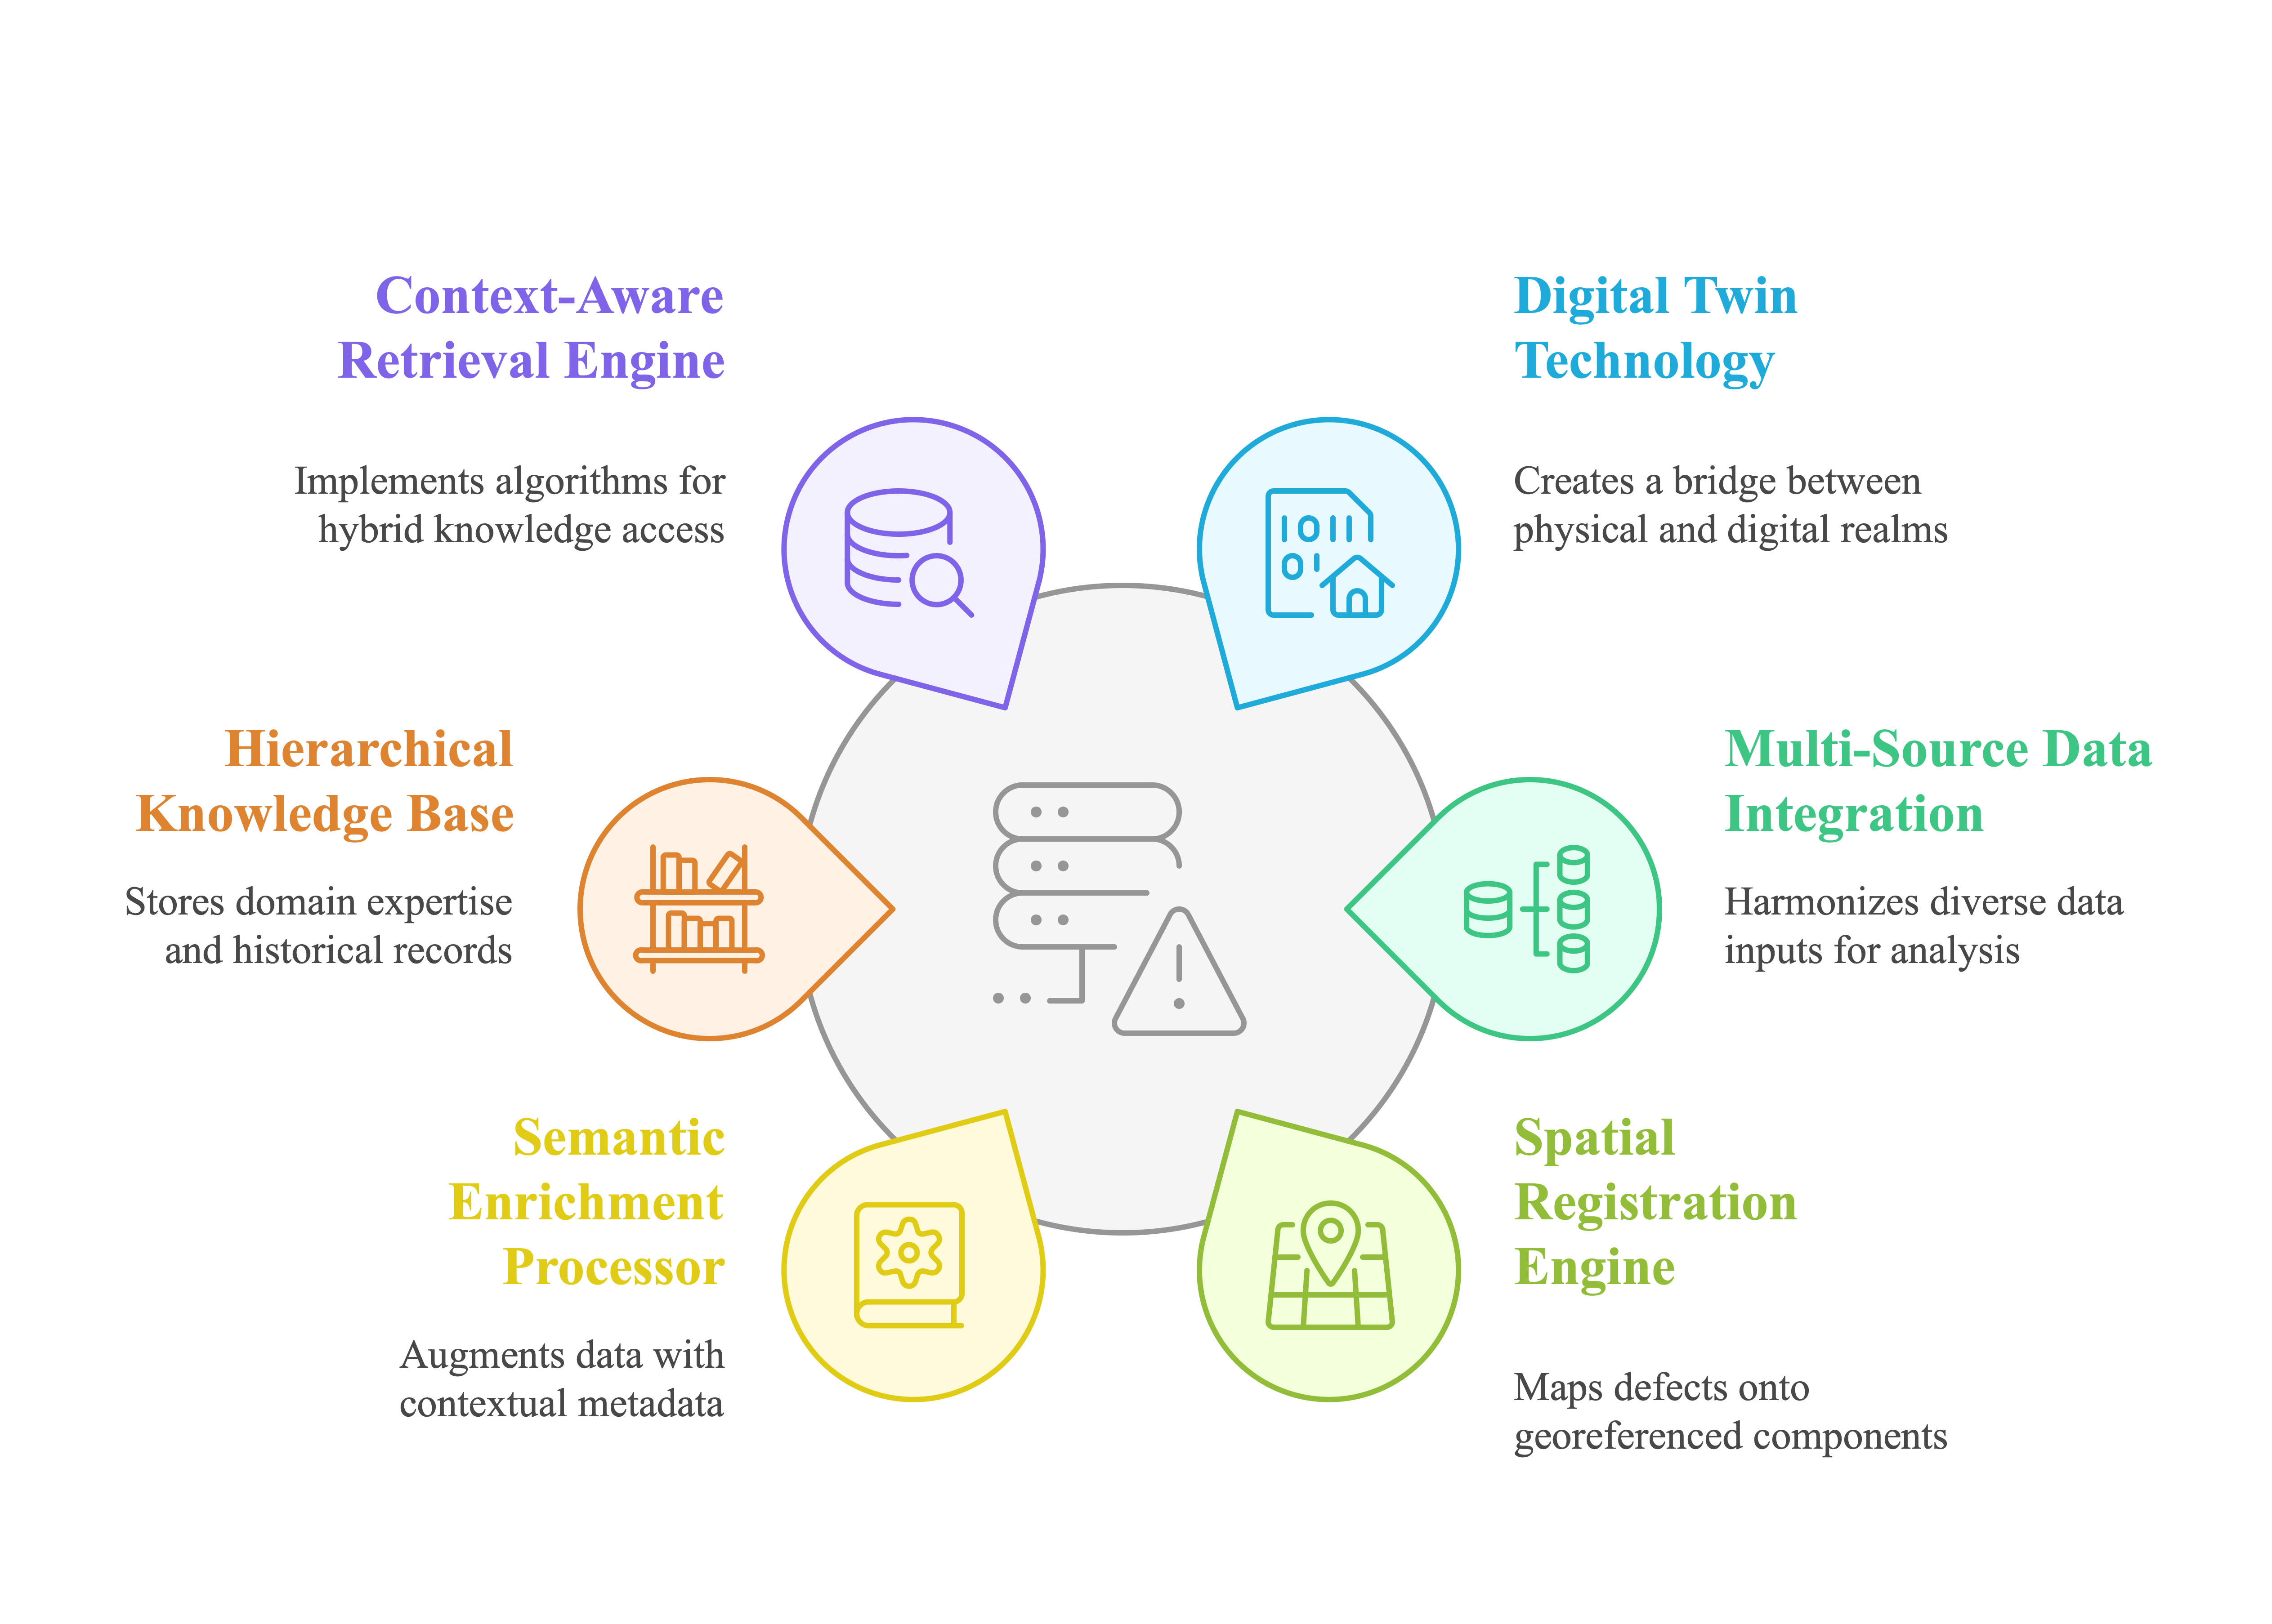 Context-Aware
Retrieval Engine
Implements algorithms for
hybrid knowledge access
Digital Twin
Technology
Creates a bridge between
physical and digital realms
Hierarchical
Knowledge Base
Stores domain expertise
and historical records
Multi-Source Data
Integration
Harmonizes diverse data
inputs for analysis
Semantic
Enrichment
Processor
Augments data with
contextual metadata
Spatial
Registration
Engine
Maps defects onto
georeferenced components